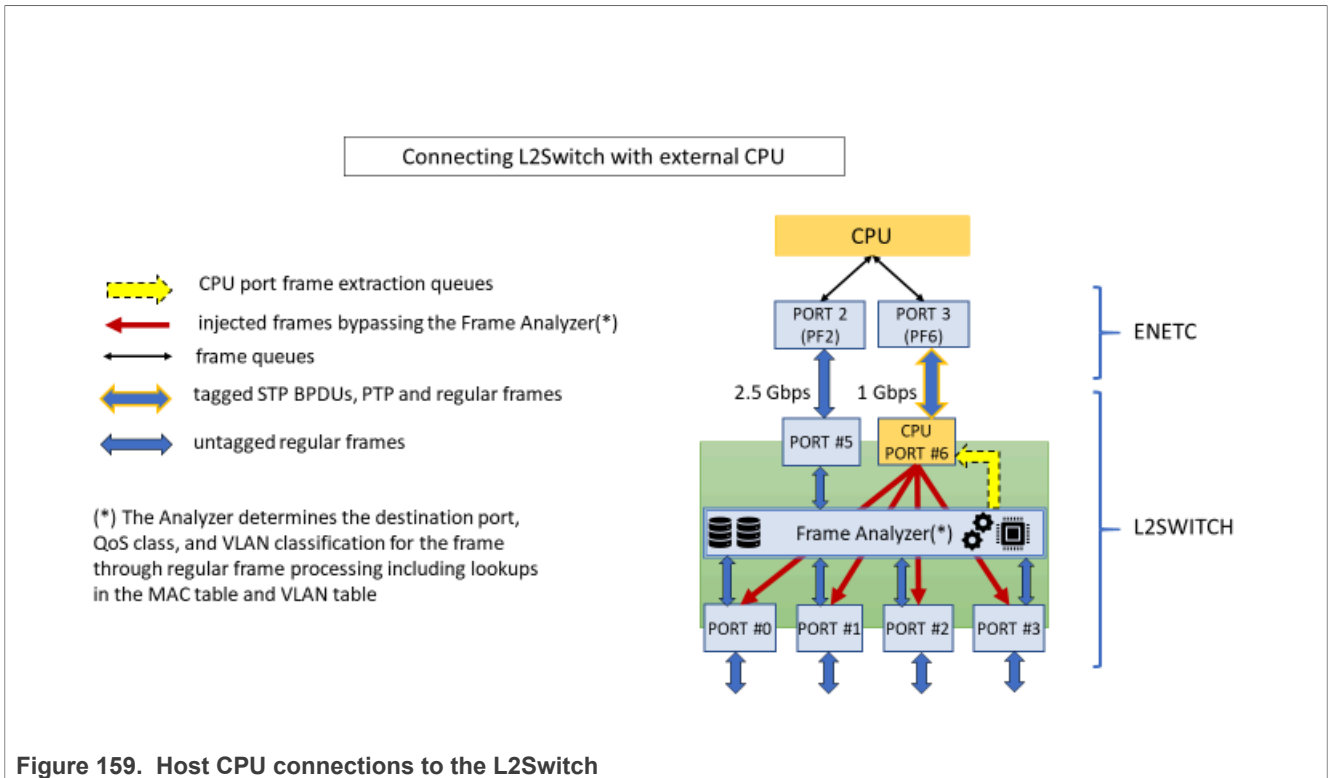 Connecting L2Switch with external CPU
CPU port frame extraction queues
injected frames bypassing the Frame Analyzer(*)
frame queues
tagged STP BPDUs, PTP and regular frames
untagged regular frames
(*) The Analyzer determines the destination port,
QoS class, and VLAN classification for the frame
through regular frame processing including lookups
in the MAC table and VLAN table
CPU
PORT 2
(PF2)
PORT 3
(PF6)
ENETC
2.5 Gbps
1 Gbps
PORT #5
CPU
PORT #6
Frame Analyzer(*)
L2SWITCH
PORT #0
PORT #1
PORT #2
PORT #3
Figure 159. Host CPU connections to the L2Switch